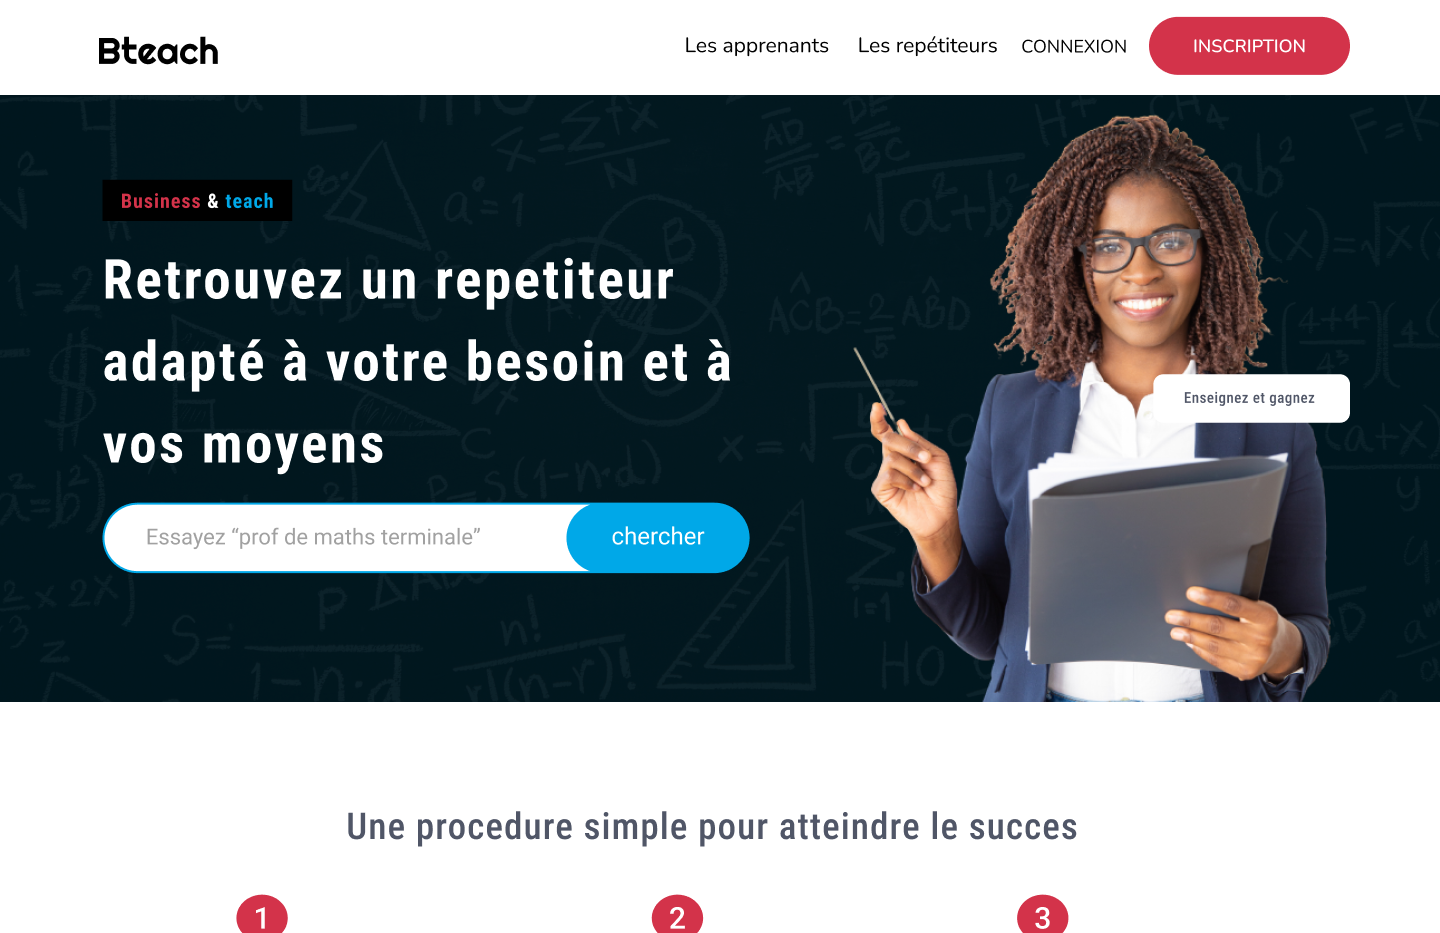 Bteach
Les apprenants
Les repétiteurs
CONNEXION
INSCRIPTION
Business & teach
Retrouvez un repetiteur
adapté à votre besoin et à
vos moyens
Essayez “prof de maths terminale”
chercher
Enseignez et gagnez
Une procedure simple pour atteindre le succes
1
2
3